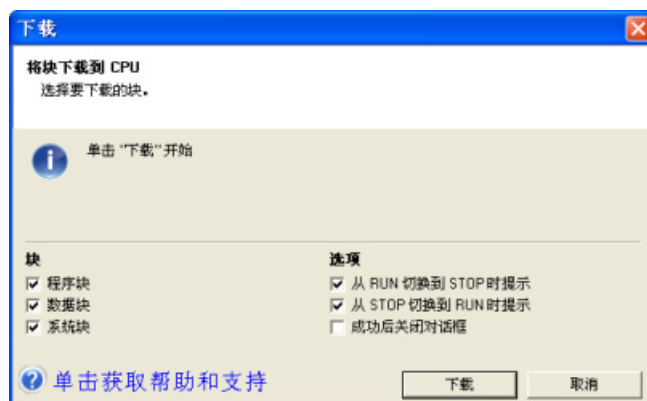 下载
将块下载到 CPU
选择要下载的块。
单击 "下载" 开始
块
程序块
数据块
系统块
选项
从 RUN 切换到 STOP 时提示
从 STOP 切换到 RUN 时提示
成功后关闭对话框
单击获取帮助和支持
下载
取消